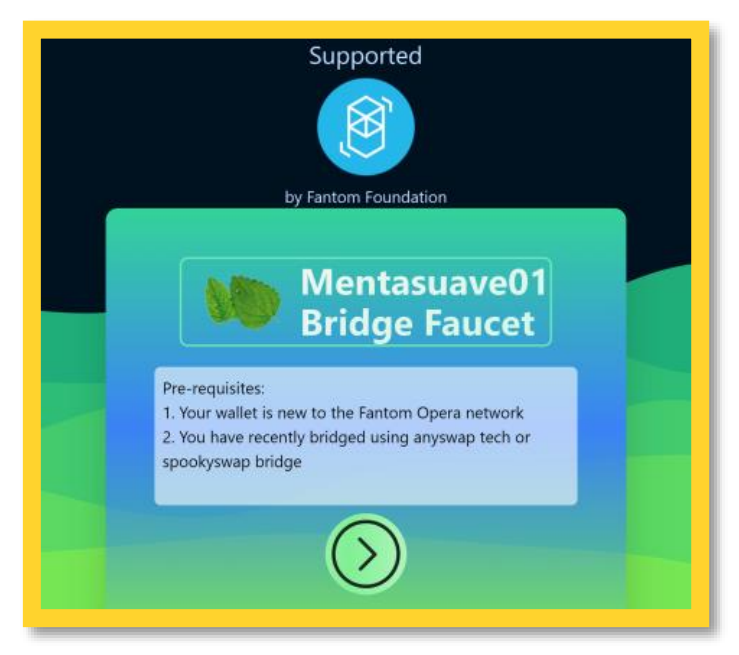 Supported
by Fantom Foundation
Mentasuave01
Bridge Faucet
Pre-requisites:
1. Your wallet is new to the Fantom Opera network
2. You have recently bridged using anyswap tech or
spookyswap bridge